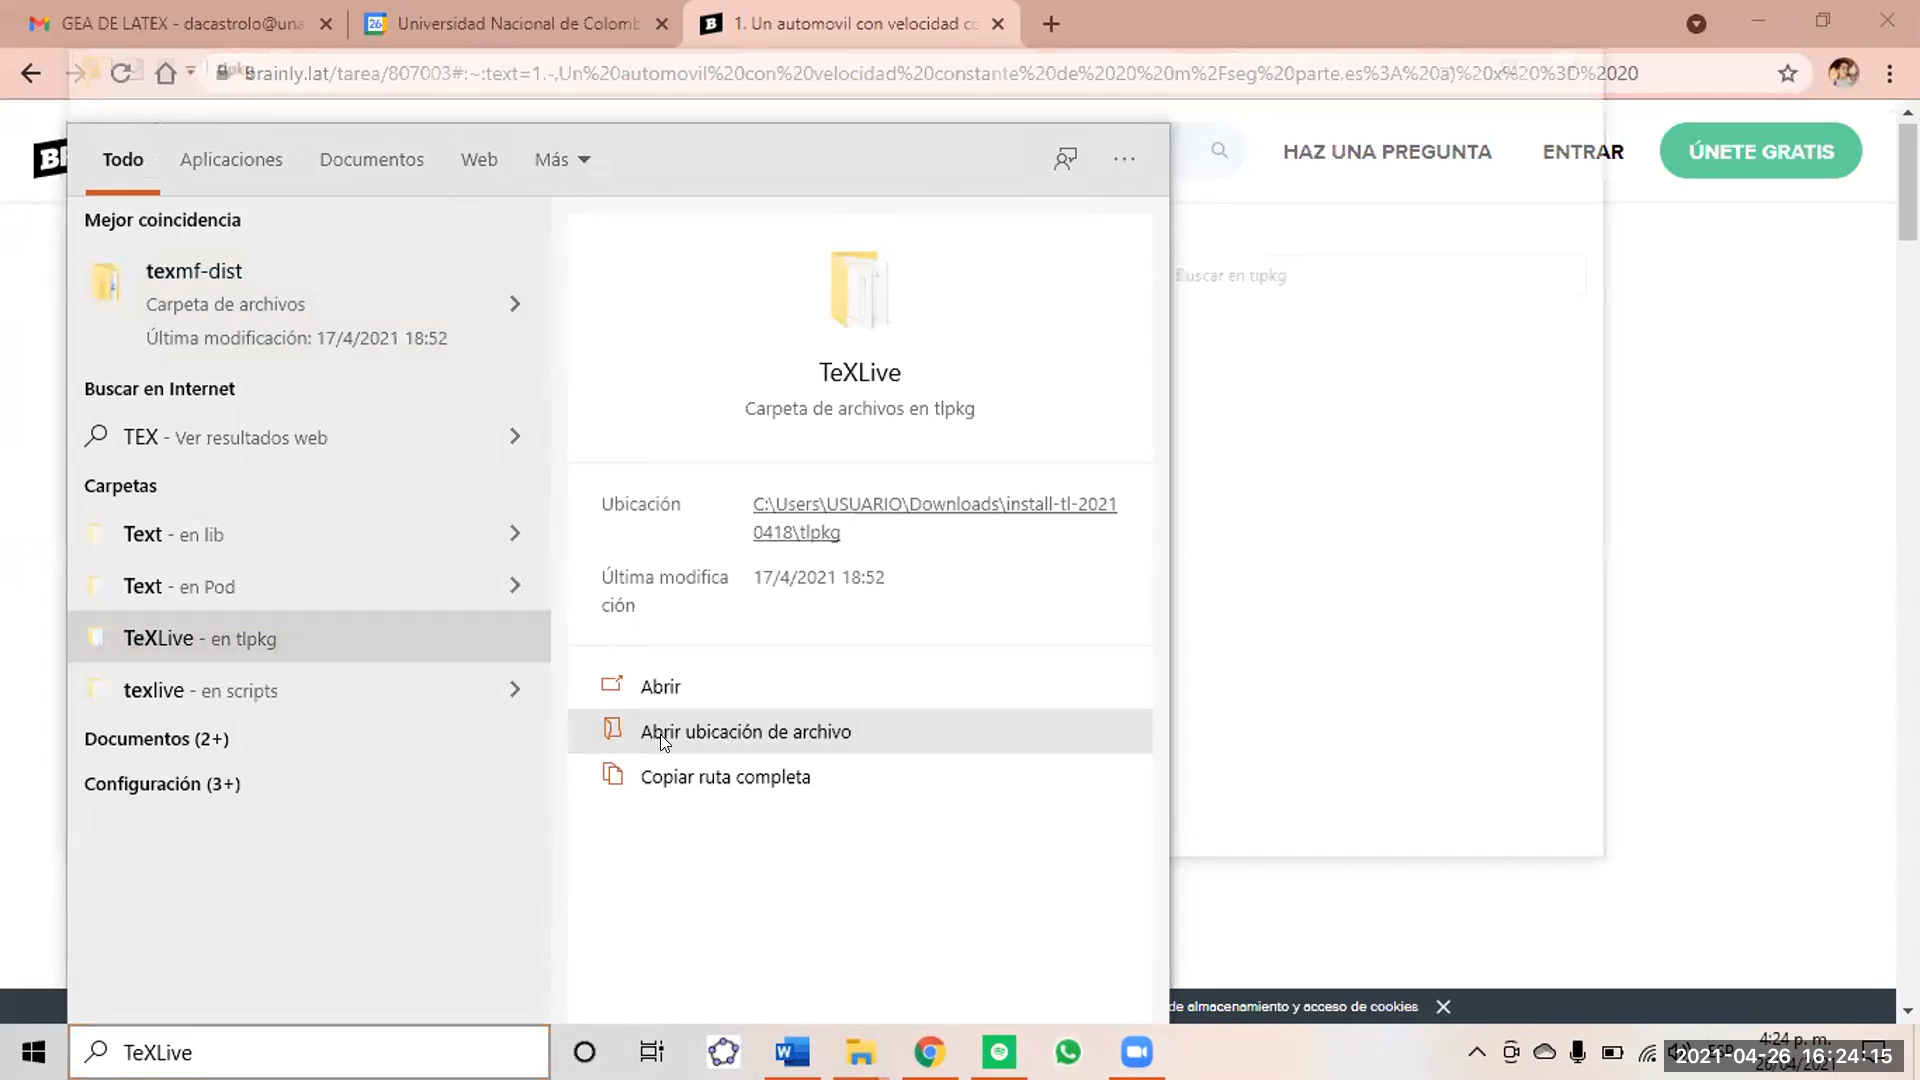 GEA DE LATEX - dacastrolo@una
Universidad Nacional de Colomb
1. Un automovil con velocidad co
brainly.lat/tarea/807003#:~:text=1.-,Un%20automovil%20con%20velocidad%20constante%20de%2020%20m%2Fseg%20parte.es%3A%20a)%20x%20%3D%2020
HAZ UNA PREGUNTA
ENTRAR
ÚNETE GRATIS
Todo
Aplicaciones
Documentos
Web
Más
Mejor coincidencia
texmf-dist
Carpeta de archivos
Última modificación: 17/4/2021 18:52
Buscar en Internet
TEX - Ver resultados web
Carpetas
Text - en lib
Text - en Pod
TeXLive - en tlpkg
texlive - en scripts
Documentos (2+)
Configuración (3+)
TeXLive
Carpeta de archivos en tlpkg
Ubicación
C:\Users\USUARIO\Downloads\install-tl-2021
0418\tlpkg
Última modifica
ción
17/4/2021 18:52
Abrir
Abrir ubicación de archivo
Copiar ruta completa
Buscar en tlpkg
de almacenamiento y acceso de cookies
TeXLive
4:24 p. m.
ESP
26/04/2021
2021-04-26 16:24:15